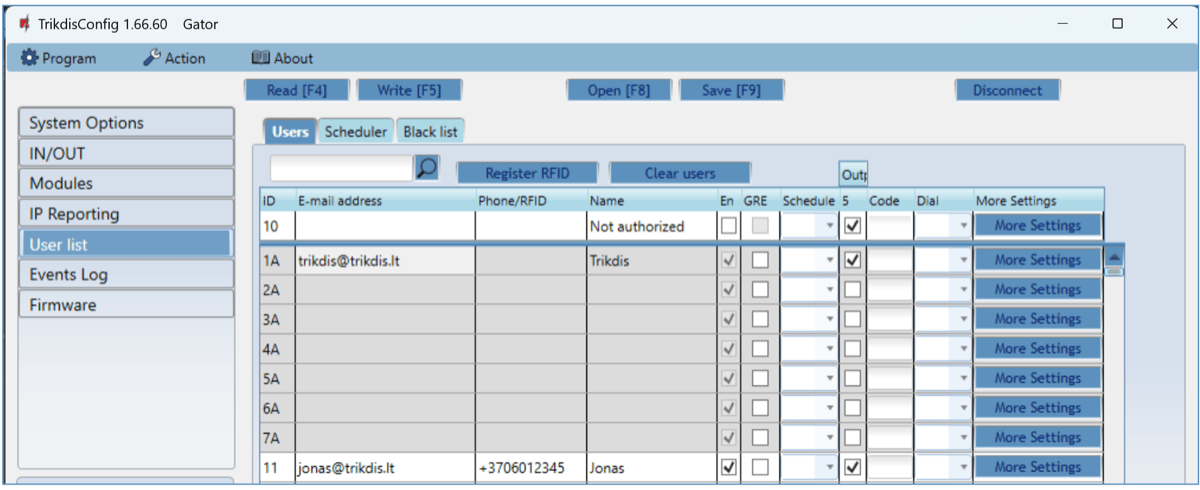 TrikdisConfig 1.66.60 Gator
Program Action About
Read [F4] Write [F5] Open [F8] Save [F9] Disconnect
System Options
IN/OUT
Modules
IP Reporting
User list
Events Log
Firmware
Users Scheduler Black list
Register RFID Clear users Outp
ID E-mail address Phone/RFID Name En GRE Schedule 5 Code Dial More Settings
10 Not authorized More Settings
1A trikdis@trikdis.lt Trikdis More Settings
2A More Settings
3A More Settings
4A More Settings
5A More Settings
6A More Settings
7A More Settings
11 jonas@trikdis.lt +3706012345 Jonas More Settings